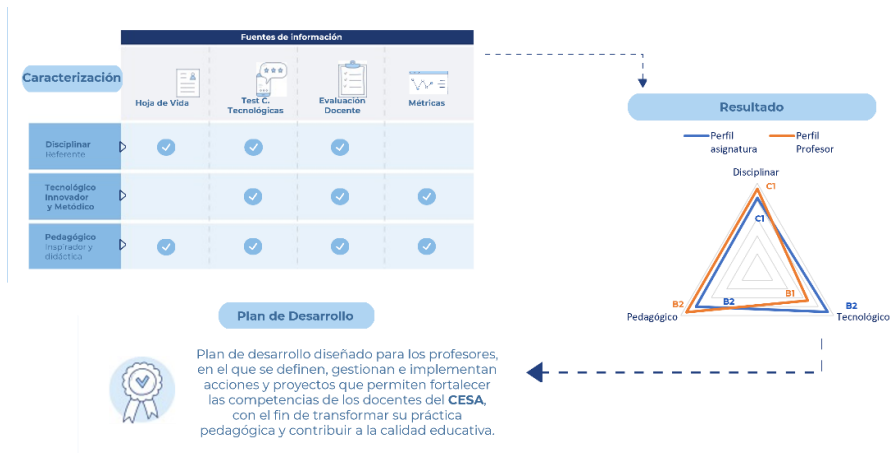 Fuentes de información
Caracterización
Hoja de Vida
Test C.
Tecnológicas
Evaluación
Docente
Métricas
Disciplinar
Referente
Tecnológico
Innovador
y Metódico
Pedagógico
Inspirador y
didáctica
Resultado
Perfil
asignatura
Perfil
Profesor
Disciplinar
C1
C1
B1
B2
B2
B2
Pedagógico
Tecnológico
Plan de Desarrollo
Plan de desarrollo diseñado para los profesores,
en el que se definen, gestionan e implementan
acciones y proyectos que permiten fortalecer
las competencias de los docentes del CESA,
con el fin de transformar su práctica
pedagógica y contribuir a la calidad educativa.